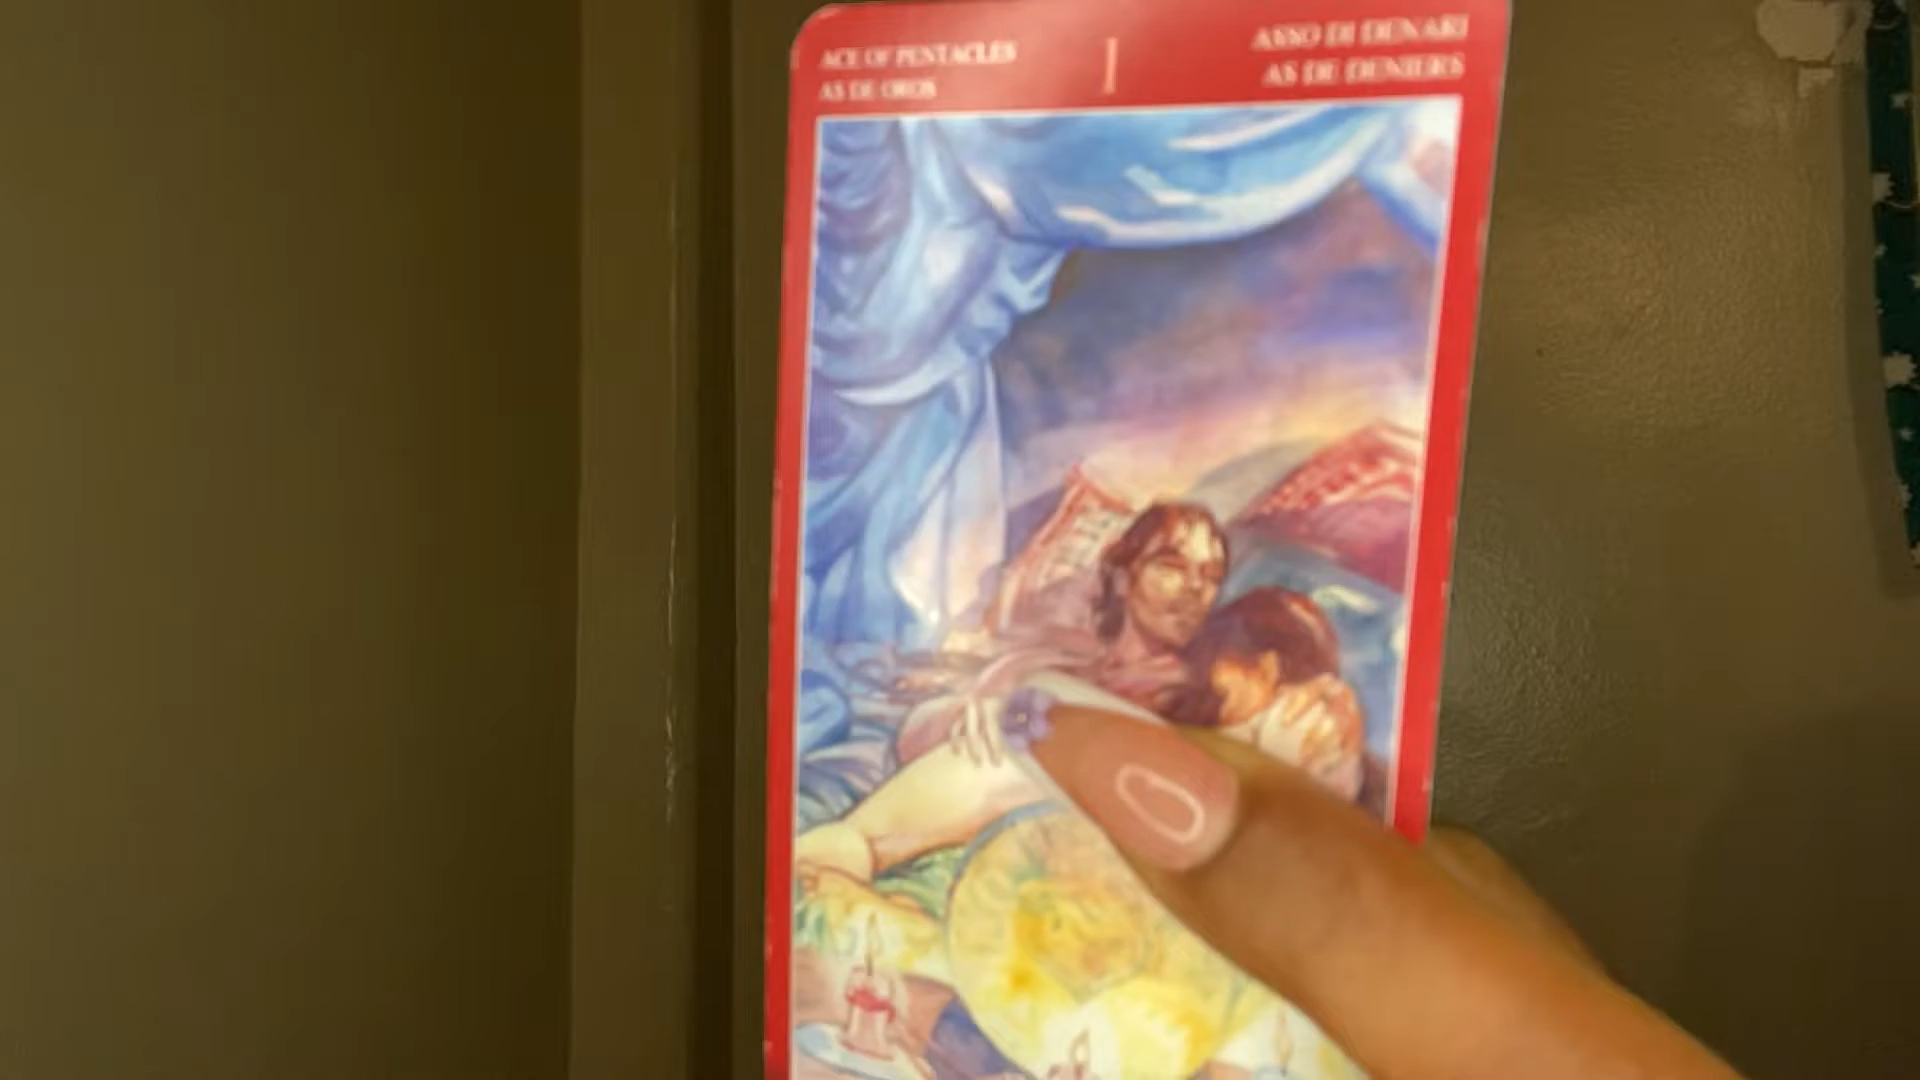 ACE OF PENTACLES
AS DE OROS
I
ASSO DI DENARI
AS DE DENIERS